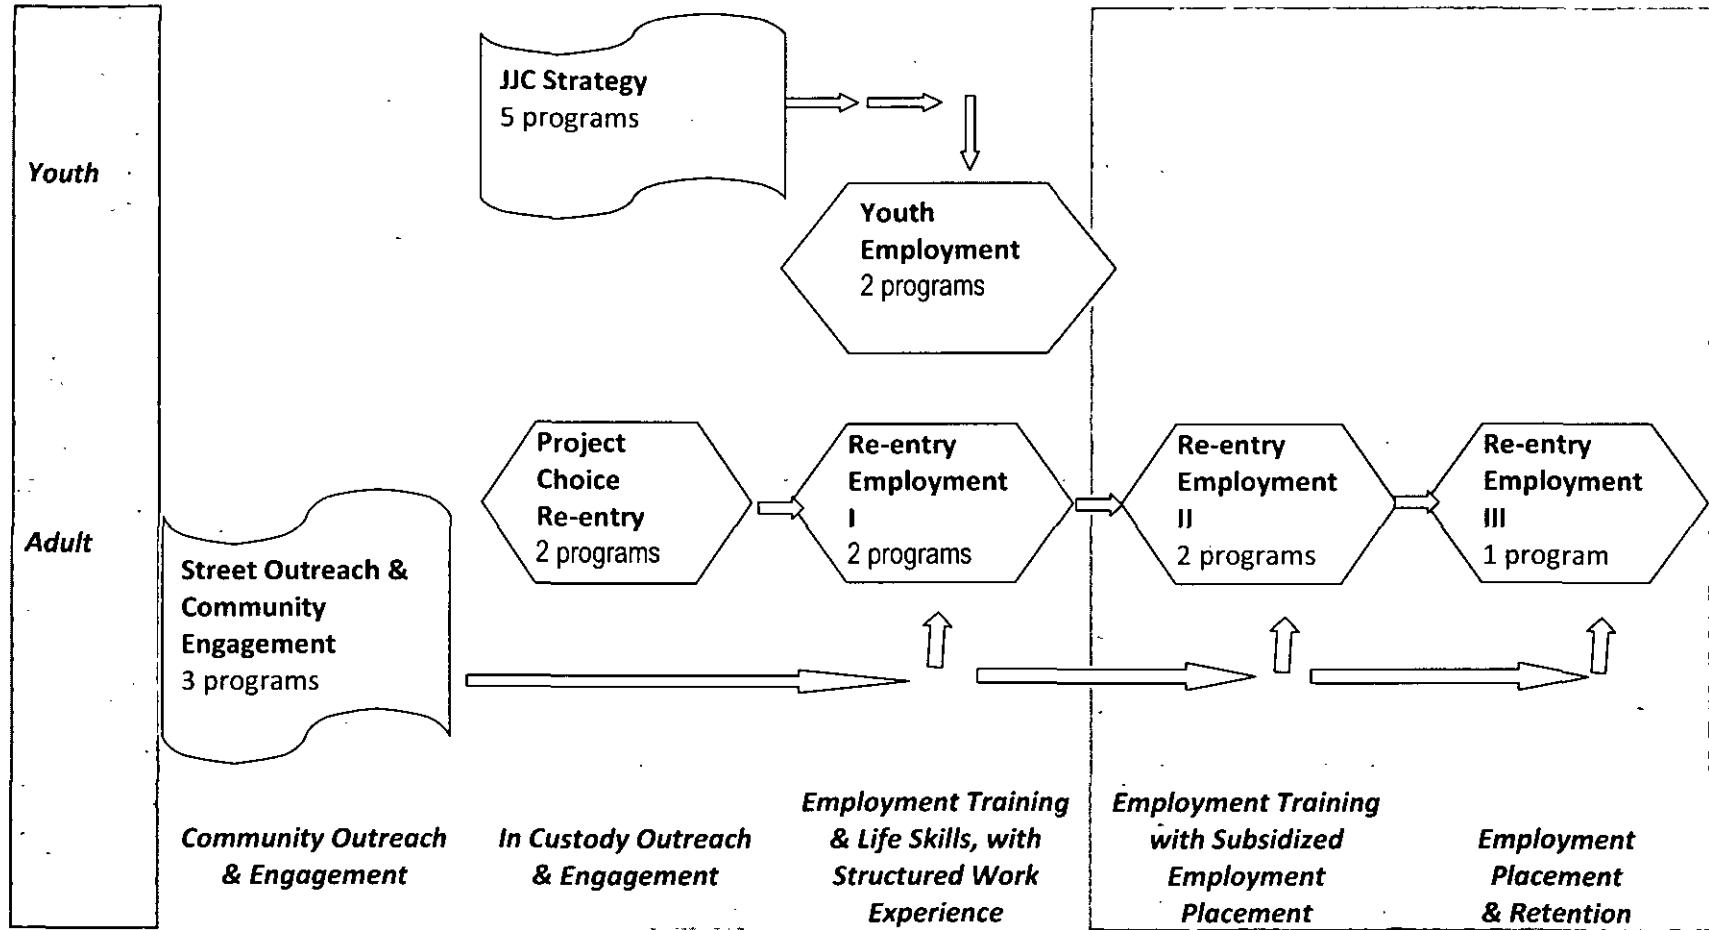 JJC Strategy
5 programs
Youth
Youth
Employment
2 programs
Project
Choice
Re-entry
2 programs
Re-entry
Employment
I
2 programs
Re-entry
Employment
II
2 programs
Re-entry
Employment
III
1 program
Adult
Street Outreach &
Community
Engagement
3 programs
Community Outreach
& Engagement
In Custody Outreach
& Engagement
Employment Training
& Life Skills, with
Structured Work
Experience
Employment Training
with Subsidized
Employment
Placement
Employment
Placement
& Retention